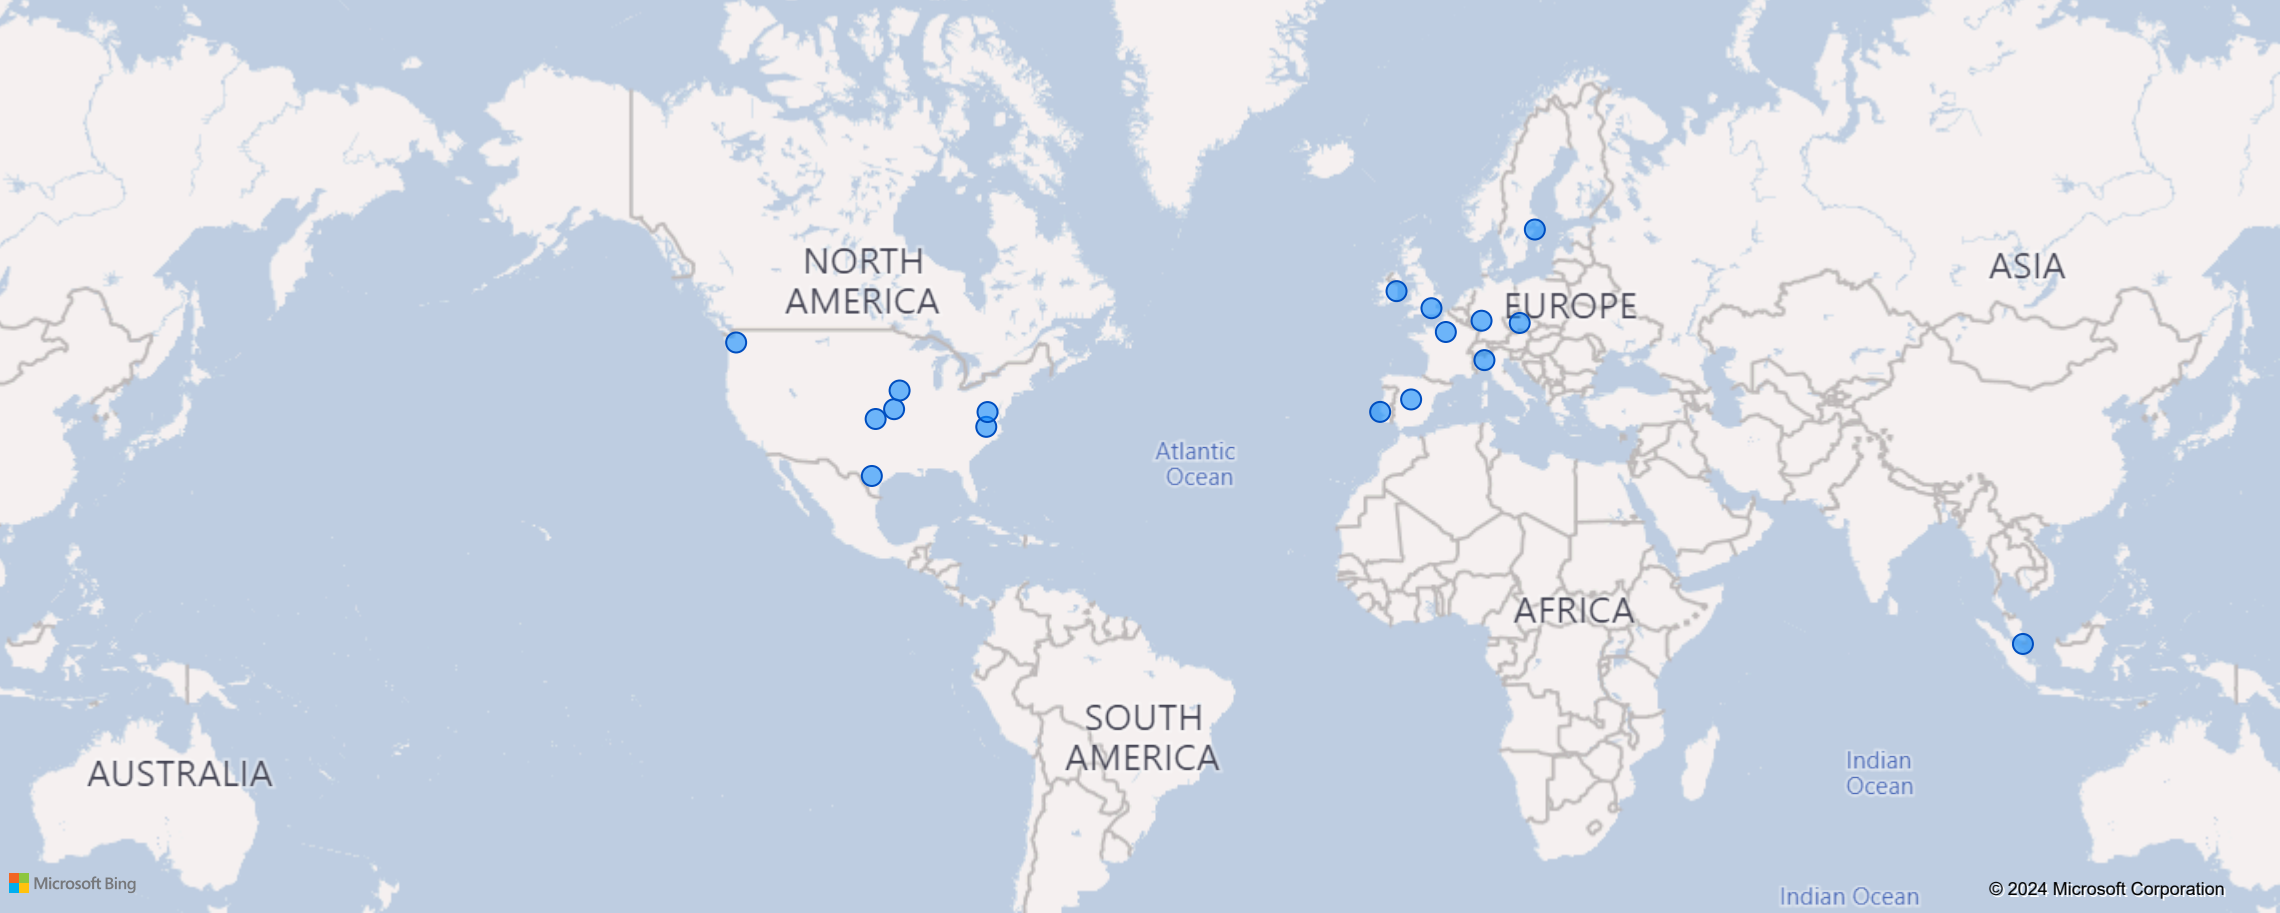 NORTH
AMERICA
EUROPE
ASIA
Atlantic
Ocean
AFRICA
SOUTH
AMERICA
AUSTRALIA
Indian
Ocean
Microsoft Bing
Indian Ocean
© 2024 Microsoft Corporation